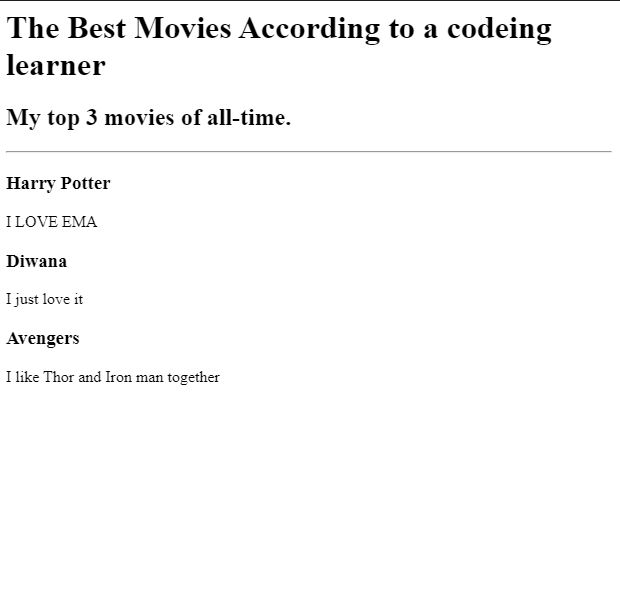 The Best Movies According to a codeing
learner
My top 3 movies of all-time.
Harry Potter
I LOVE EMA
Diwana
I just love it
Avengers
I like Thor and Iron man together